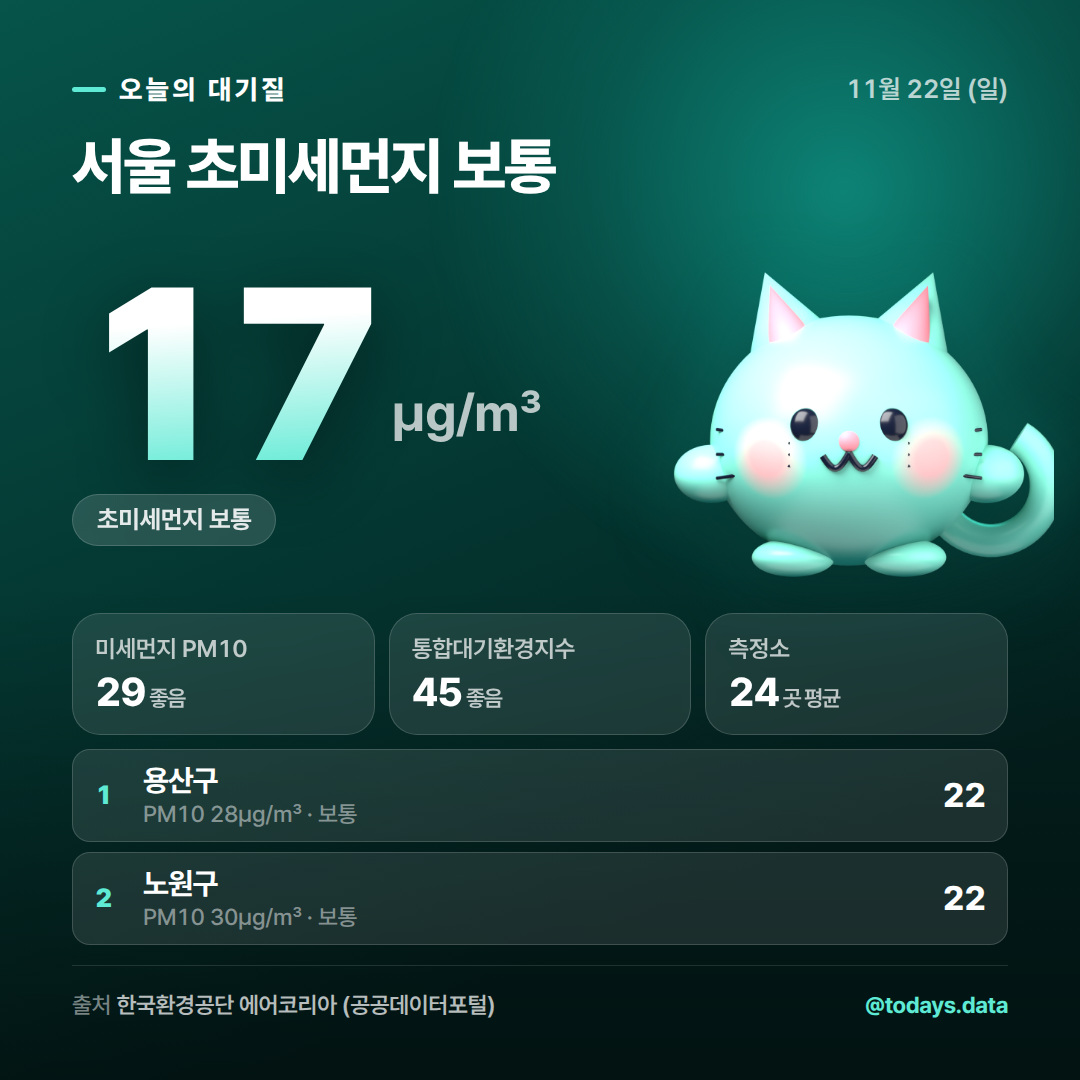 오늘의 대기질
11월 22일 (일)
서울 초미세먼지 보통
17 µg/m³
초미세먼지 보통
미세먼지 PM10
29 좋음
통합대기환경지수
45 좋음
측정소
24 곳 평균
1 용산구 22
PM10 28µg/m³ · 보통
2 노원구 22
PM10 30µg/m³ · 보통
출처 한국환경공단 에어코리아 (공공데이터포털)
@todays.data